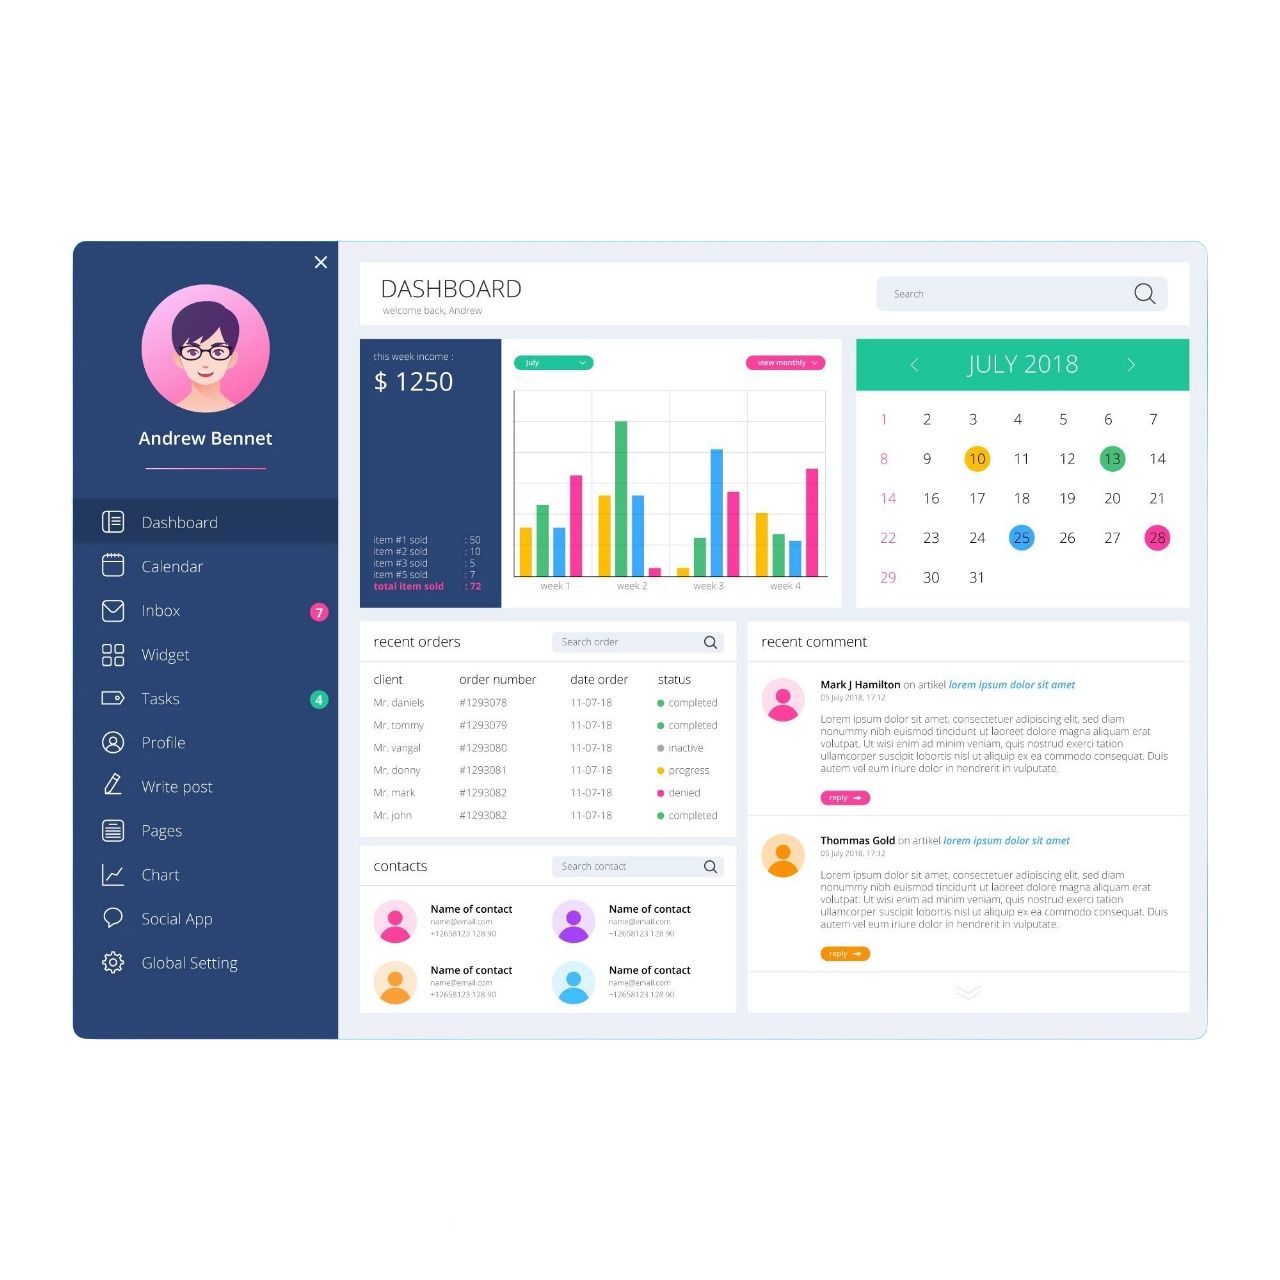 Andrew Bennet
Dashboard
Calendar
Inbox 7
Widget
Tasks 4
Profile
Write post
Pages
Chart
Social App
Global Setting
DASHBOARD
welcome back, Andrew
Search
this week income :
$ 1250
item #1 sold : 50
item #2 sold : 10
item #3 sold : 5
item #5 sold : 7
total item sold : 72
July
view monthly
week 1 week 2 week 3 week 4
JULY 2018
1 2 3 4 5 6 7
8 9 10 11 12 13 14
14 16 17 18 19 20 21
22 23 24 25 26 27 28
29 30 31
recent orders
Search order
client order number date order status
Mr. daniels #1293078 11-07-18 completed
Mr. tommy #1293079 11-07-18 completed
Mr. vangal #1293080 11-07-18 inactive
Mr. donny #1293081 11-07-18 progress
Mr. mark #1293082 11-07-18 denied
Mr. john #1293082 11-07-18 completed
contacts
Search contact
Name of contact
name@email.com
+12658123 128 90
Name of contact
name@email.com
+12658123 128 90
Name of contact
name@email.com
+12658123 128 90
Name of contact
name@email.com
+12658123 128 90
recent comment
Mark J Hamilton on artikel lorem ipsum dolor sit amet
05 July 2018, 17:12
Lorem ipsum dolor sit amet, consectetuer adipiscing elit, sed diam
nonummy nibh euismod tincidunt ut laoreet dolore magna aliquam erat
volutpat. Ut wisi enim ad minim veniam, quis nostrud exerci tation
ullamcorper suscipit lobortis nisl ut aliquip ex ea commodo consequat. Duis
autem vel eum iriure dolor in hendrerit in vulputate.
reply
Thommas Gold on artikel lorem ipsum dolor sit amet
05 July 2018, 17:12
Lorem ipsum dolor sit amet, consectetuer adipiscing elit, sed diam
nonummy nibh euismod tincidunt ut laoreet dolore magna aliquam erat
volutpat. Ut wisi enim ad minim veniam, quis nostrud exerci tation
ullamcorper suscipit lobortis nisl ut aliquip ex ea commodo consequat. Duis
autem vel eum iriure dolor in hendrerit in vulputate.
reply